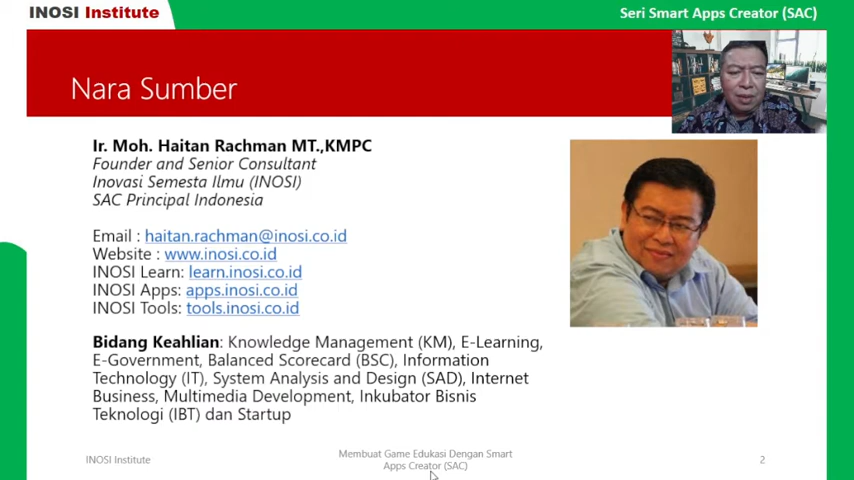 INOSI Institute
Seri Smart Apps Creator (SAC)
Nara Sumber
Ir. Moh. Haitan Rachman MT.,KMPC
Founder and Senior Consultant
Inovasi Semesta Ilmu (INOSI)
SAC Principal Indonesia
Email : haitan.rachman@inosi.co.id
Website : www.inosi.co.id
INOSI Learn: learn.inosi.co.id
INOSI Apps: apps.inosi.co.id
INOSI Tools: tools.inosi.co.id
Bidang Keahlian: Knowledge Management (KM), E-Learning,
E-Government, Balanced Scorecard (BSC), Information
Technology (IT), System Analysis and Design (SAD), Internet
Business, Multimedia Development, Inkubator Bisnis
Teknologi (IBT) dan Startup
INOSI Institute
Membuat Game Edukasi Dengan Smart
Apps Creator (SAC)
2